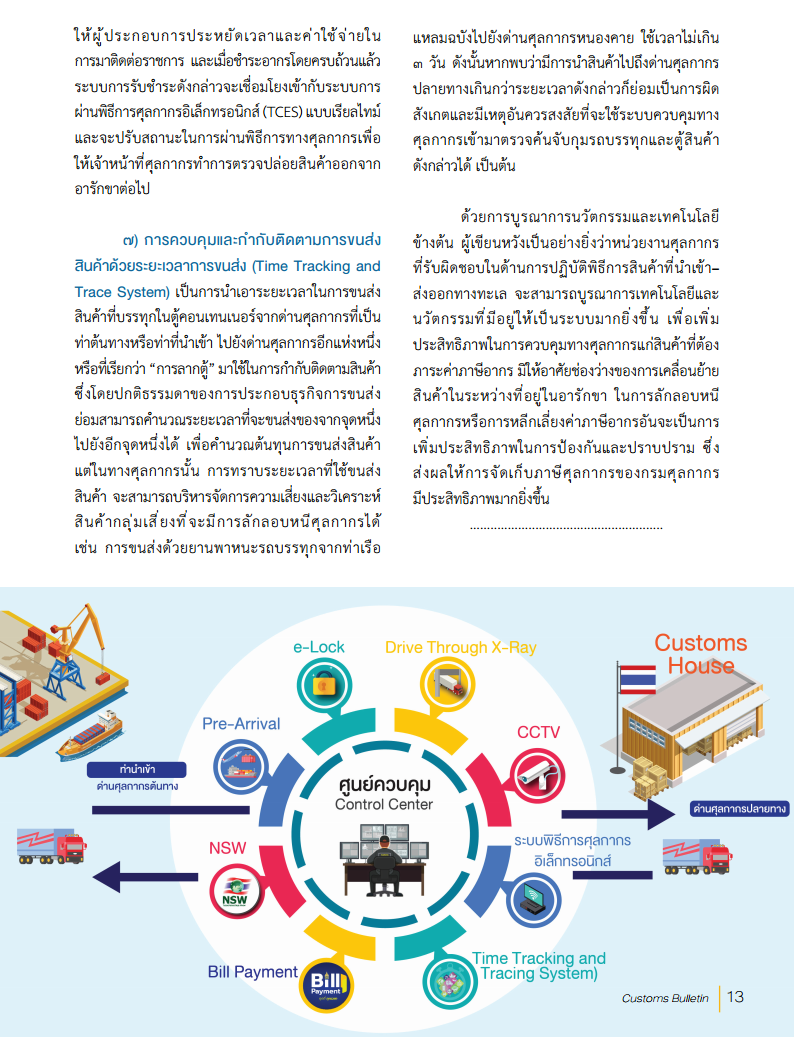 ให้ผู้ประกอบการประหยัดเวลาและค่าใช้จ่ายใน
การมาติดต่อราชการ และเมื่อชำระอากรโดยครบถ้วนแล้ว
ระบบการรับชำระดังกล่าวจะเชื่อมโยงเข้ากับระบบการ
ผ่านพิธีการศุลกากรอิเล็กทรอนิกส์ (TCES) แบบเรียลไทม์
และจะปรับสถานะในการผ่านพิธีการทางศุลกากรเพื่อ
ให้เจ้าหน้าที่ศุลกากรทำการตรวจปล่อยสินค้าออกจาก
อารักขาต่อไป
๗) การควบคุมและกำกับติดตามการขนส่ง
สินค้าด้วยระยะเวลาการขนส่ง (Time Tracking and
Trace System) เป็นการนำเอาระยะเวลาในการขนส่ง
สินค้าที่บรรทุกในตู้คอนเทนเนอร์จากด่านศุลกากรที่เป็น
ท่าต้นทางหรือท่าที่นำเข้า ไปยังด่านศุลกากรอีกแห่งหนึ่ง
หรือที่เรียกว่า “การลากตู้” มาใช้ในการกำกับติดตามสินค้า
ซึ่งโดยปกติธรรมดาของการประกอบธุรกิจการขนส่ง
ย่อมสามารถคำนวณระยะเวลาที่จะขนส่งของจากจุดหนึ่ง
ไปยังอีกจุดหนึ่งได้ เพื่อคำนวณต้นทุนการขนส่งสินค้า
แต่ในทางศุลกากรนั้น การทราบระยะเวลาที่ใช้ขนส่ง
สินค้า จะสามารถบริหารจัดการความเสี่ยงและวิเคราะห์
สินค้ากลุ่มเสี่ยงที่จะมีการลักลอบหนีศุลกากรได้
เช่น การขนส่งด้วยยานพาหนะรถบรรทุกจากท่าเรือ
แหลมฉบังไปยังด่านศุลกากรหนองคาย ใช้เวลาไม่เกิน
๓ วัน ดังนั้นหากพบว่ามีการนำสินค้าไปถึงด่านศุลกากร
ปลายทางเกินกว่าระยะเวลาดังกล่าวก็ย่อมเป็นการผิด
สังเกตและมีเหตุอันควรสงสัยที่จะใช้ระบบควบคุมทาง
ศุลกากรเข้ามาตรวจค้นจับกุมรถบรรทุกและตู้สินค้า
ดังกล่าวได้ เป็นต้น
ด้วยการบูรณาการนวัตกรรมและเทคโนโลยี
ข้างต้น ผู้เขียนหวังเป็นอย่างยิ่งว่าหน่วยงานศุลกากร
ที่รับผิดชอบในด้านการปฏิบัติพิธีการสินค้าที่นำเข้า–
ส่งออกทางทะเล จะสามารถบูรณาการเทคโนโลยีและ
นวัตกรรมที่มีอยู่ให้เป็นระบบมากยิ่งขึ้น เพื่อเพิ่ม
ประสิทธิภาพในการควบคุมทางศุลกากรแก่สินค้าที่ต้อง
ภาระค่าภาษีอากร มิให้อาศัยช่องว่างของการเคลื่อนย้าย
สินค้าในระหว่างที่อยู่ในอารักขา ในการลักลอบหนี
ศุลกากรหรือการหลีกเลี่ยงค่าภาษีอากรอันจะเป็นการ
เพิ่มประสิทธิภาพในการป้องกันและปราบปราม ซึ่ง
ส่งผลให้การจัดเก็บภาษีศุลกากรของกรมศุลกากร
มีประสิทธิภาพมากยิ่งขึ้น
........................................................
e-Lock
Drive Through X-Ray
Customs
House
Pre-Arrival
CCTV
ท่านำเข้า
ด่านศุลกากรต้นทาง
ศูนย์ควบคุม
Control Center
ด่านศุลกากรปลายทาง
NSW
NSW
ระบบพิธีการศุลกากร
อิเล็กทรอนิกส์
Bill Payment
Bill
Payment
Time Tracking and
Tracing System)
Customs Bulletin 13